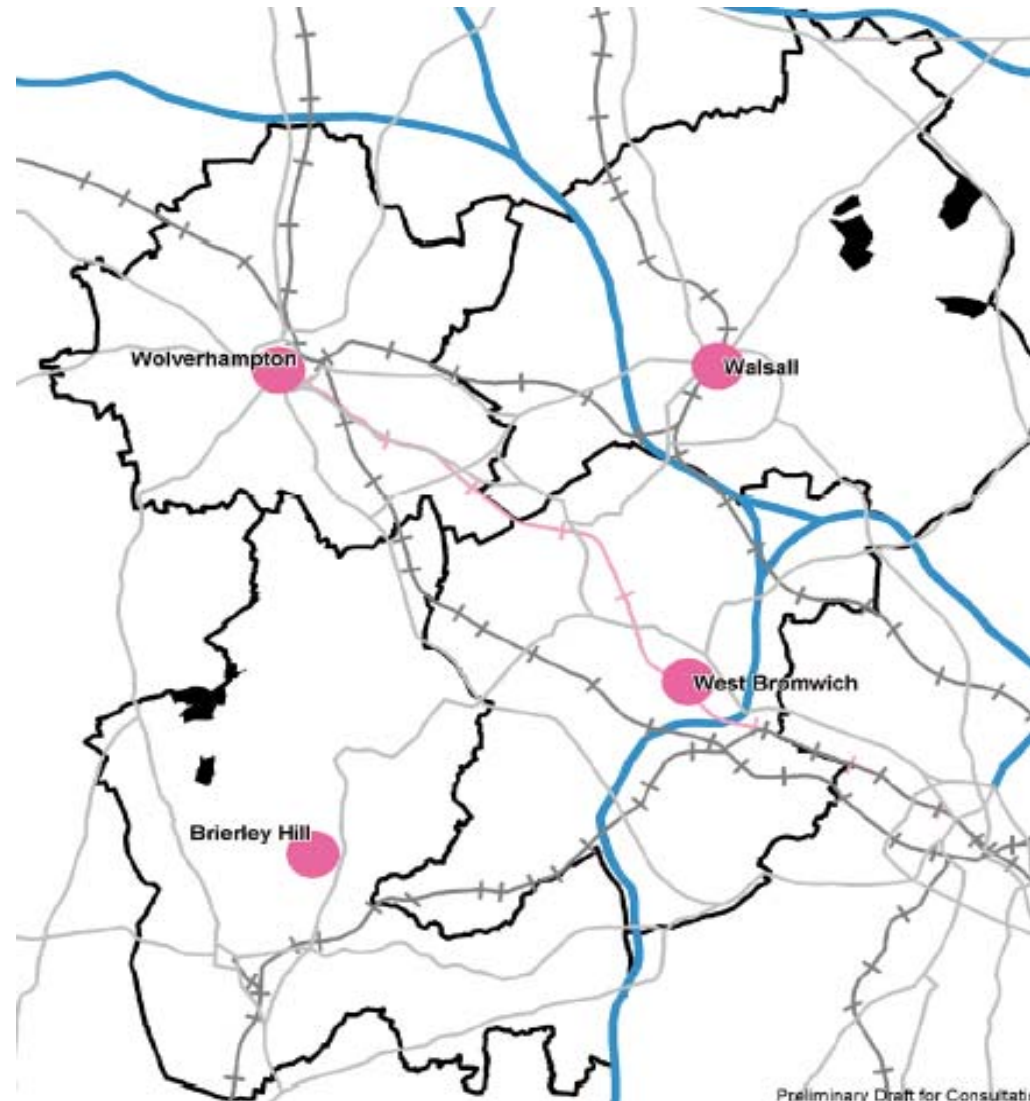 Wolverhampton
Walsall
West Bromwich
Brierley Hill
Preliminary Draft for Consultati